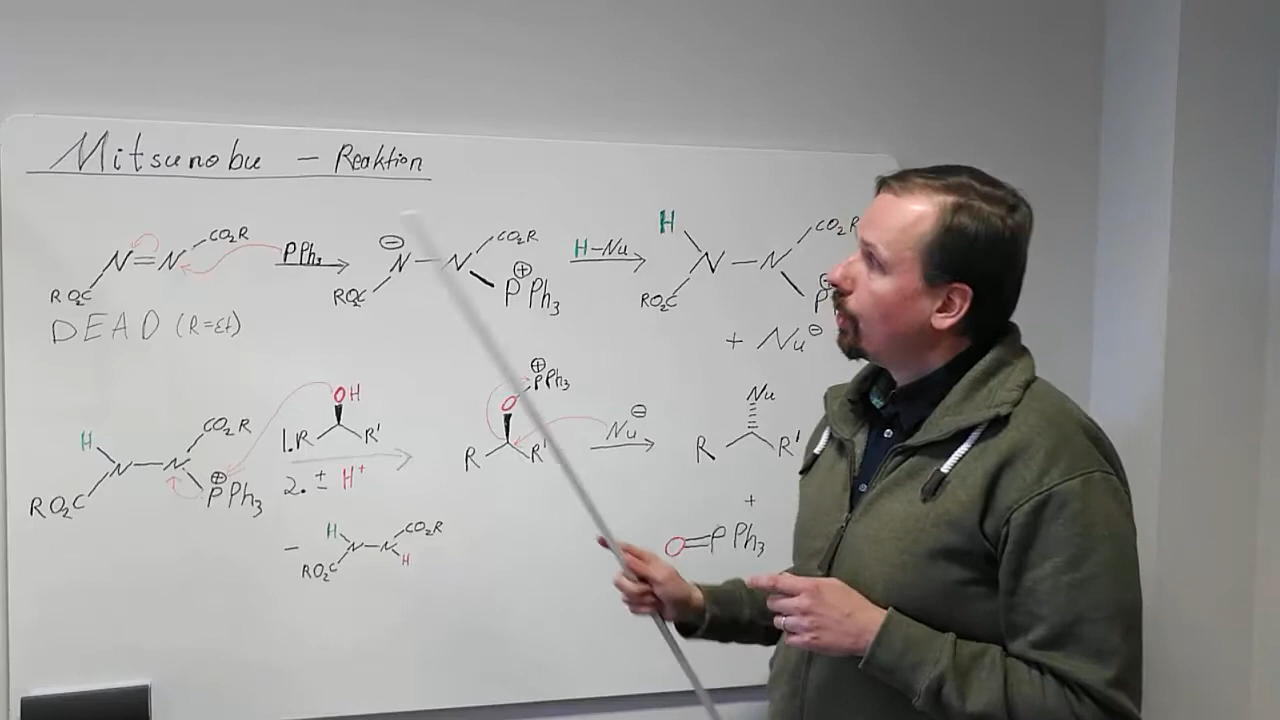 Mitsunobu – Reaktion
N=N CO₂R PPh₃ ⊖ N–N CO₂R H–Nu H N–N CO₂R
RO₂C RO₂C ⊕ PPh₃ RO₂C ⊕ P
DEAD (R=Et) + Nu⊖
H N–N CO₂R OH ⊕ PPh₃ O Nu
RO₂C ⊕ PPh₃ 1. R R' R R' Nu⊖ R R'
2. ± H⁺ +
– H N–N CO₂R O=PPh₃
RO₂C H